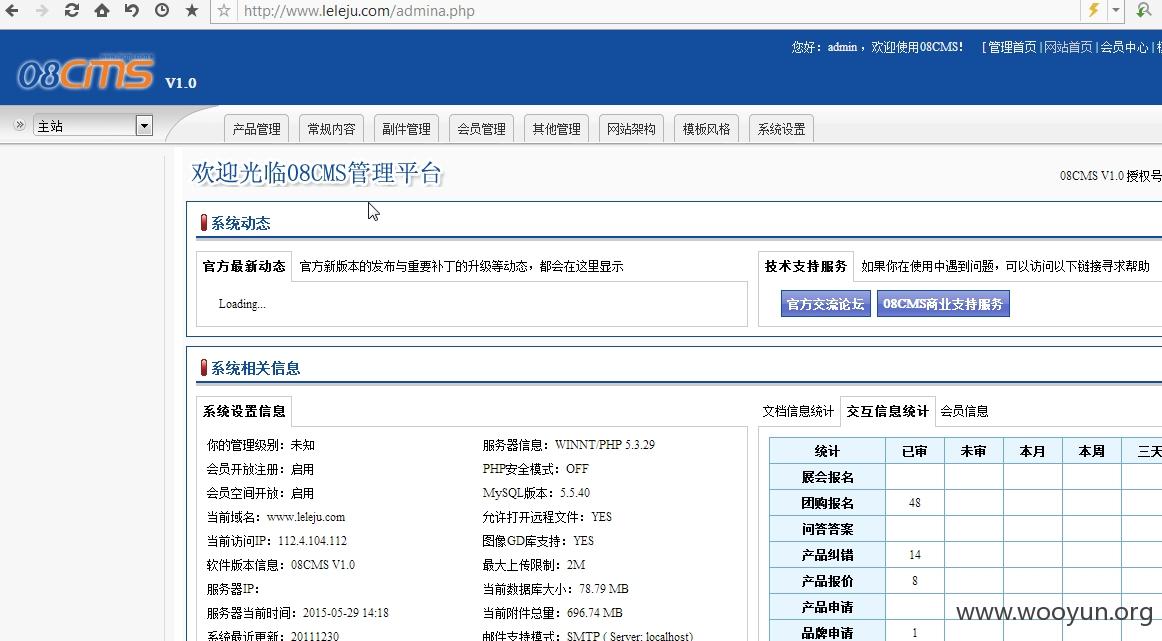 http://www.leleju.com/admina.php
您好：admin，欢迎使用08CMS！ [管理首页|网站首页|会员中心|
08CMS V1.0
主站
产品管理 常规内容 副件管理 会员管理 其他管理 网站架构 模板风格 系统设置
欢迎光临08CMS管理平台
08CMS V1.0 授权号
系统动态
官方最新动态 官方新版本的发布与重要补丁的升级等动态，都会在这里显示
Loading...
技术支持服务 如果你在使用中遇到问题，可以访问以下链接寻求帮助
官方交流论坛 08CMS商业支持服务
系统相关信息
系统设置信息
你的管理级别：未知 服务器信息：WINNT/PHP 5.3.29
会员开放注册：启用 PHP安全模式：OFF
会员空间开放：启用 MySQL版本：5.5.40
当前域名：www.leleju.com 允许打开远程文件：YES
当前访问IP：112.4.104.112 图像GD库支持：YES
软件版本信息：08CMS V1.0 最大上传限制：2M
服务器IP： 当前数据库大小：78.79 MB
服务器当前时间：2015-05-29 14:18 当前附件总量：696.74 MB
系统最近更新：20111230 邮件支持模式：SMTP ( Server: localhost)
文档信息统计 交互信息统计 会员信息
统计 已审 未审 本月 本周 三天
展会报名
团购报名 48
问答答案
产品纠错 14
产品报价 8
产品申请
品牌申请 1
www.wooyun.org